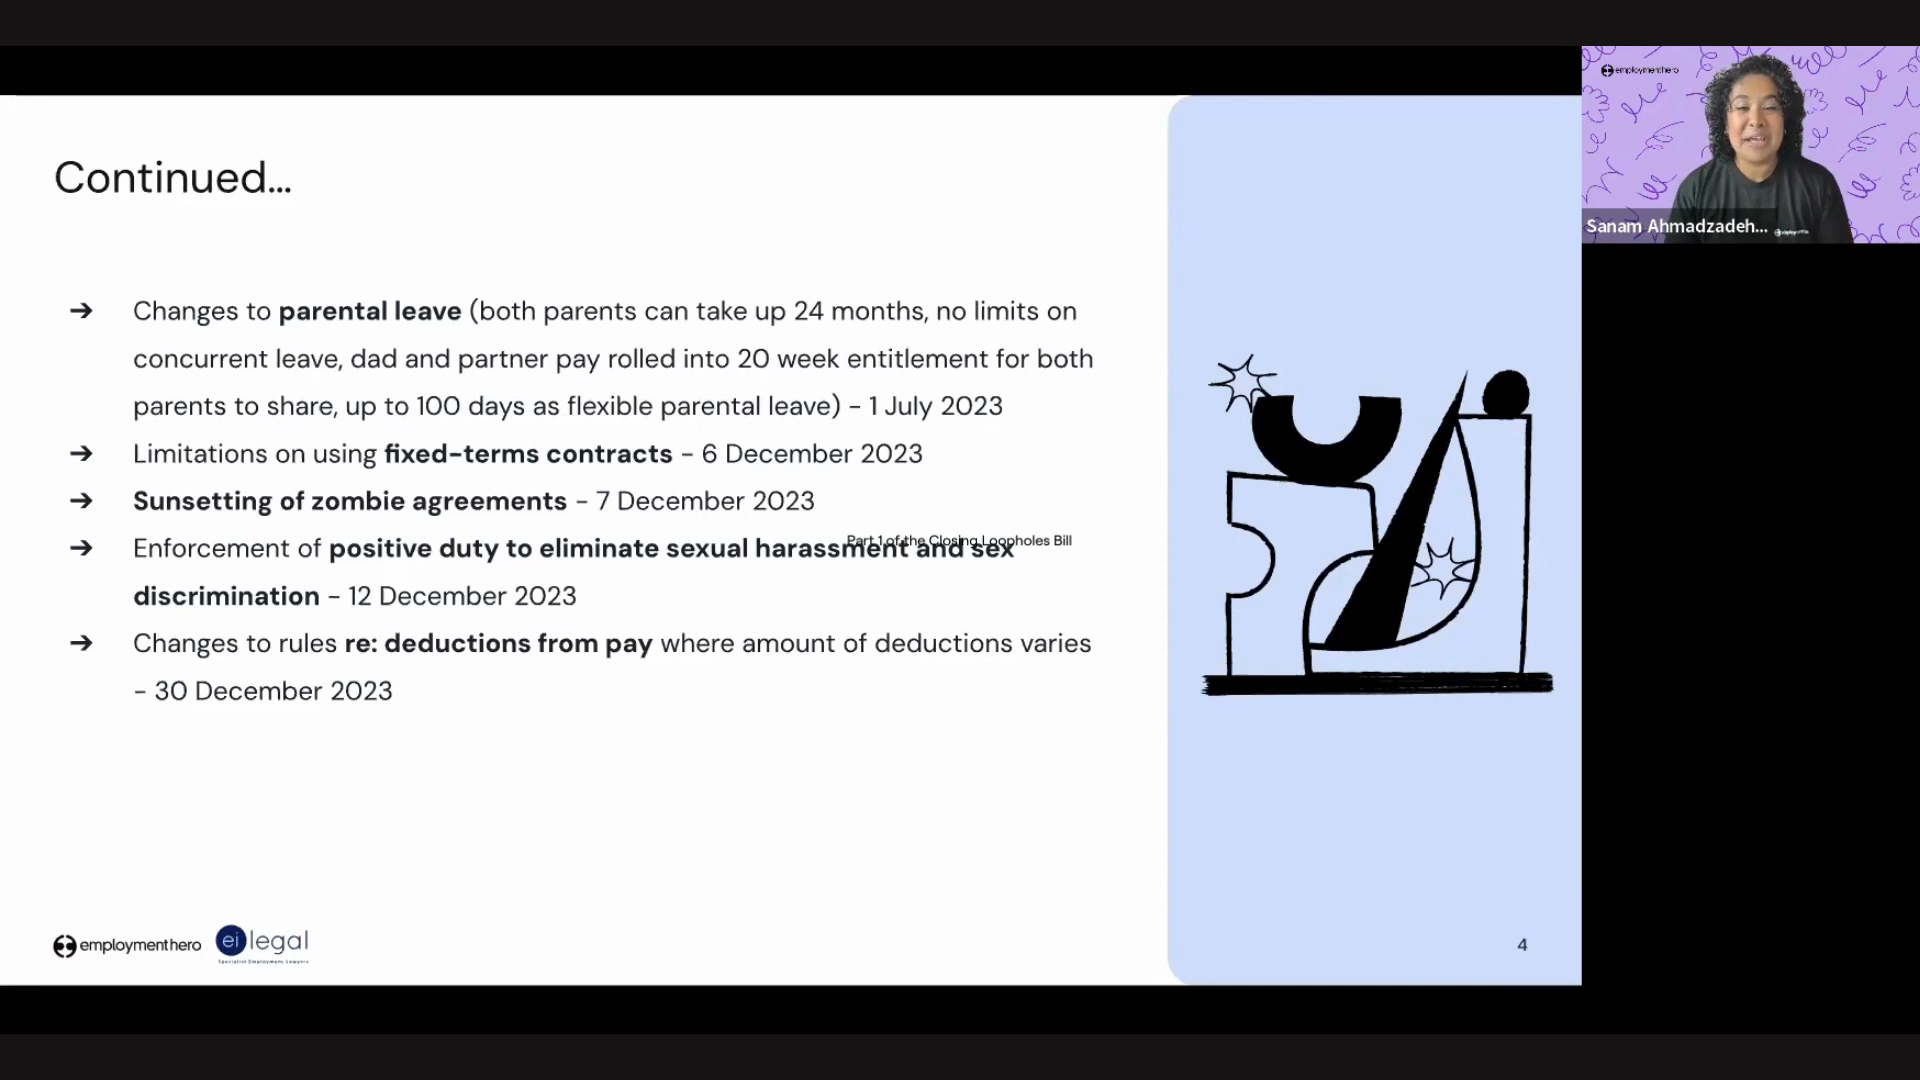 employmenthero
Sanam Ahmadzadeh...
Continued...
➔ Changes to parental leave (both parents can take up 24 months, no limits on
concurrent leave, dad and partner pay rolled into 20 week entitlement for both
parents to share, up to 100 days as flexible parental leave) - 1 July 2023
➔ Limitations on using fixed-terms contracts - 6 December 2023
➔ Sunsetting of zombie agreements - 7 December 2023
Part 1 of the Closing Loopholes Bill
➔ Enforcement of positive duty to eliminate sexual harassment and sex
discrimination - 12 December 2023
➔ Changes to rules re: deductions from pay where amount of deductions varies
- 30 December 2023
employmenthero
ei legal
Specialist Employment Lawyers
4